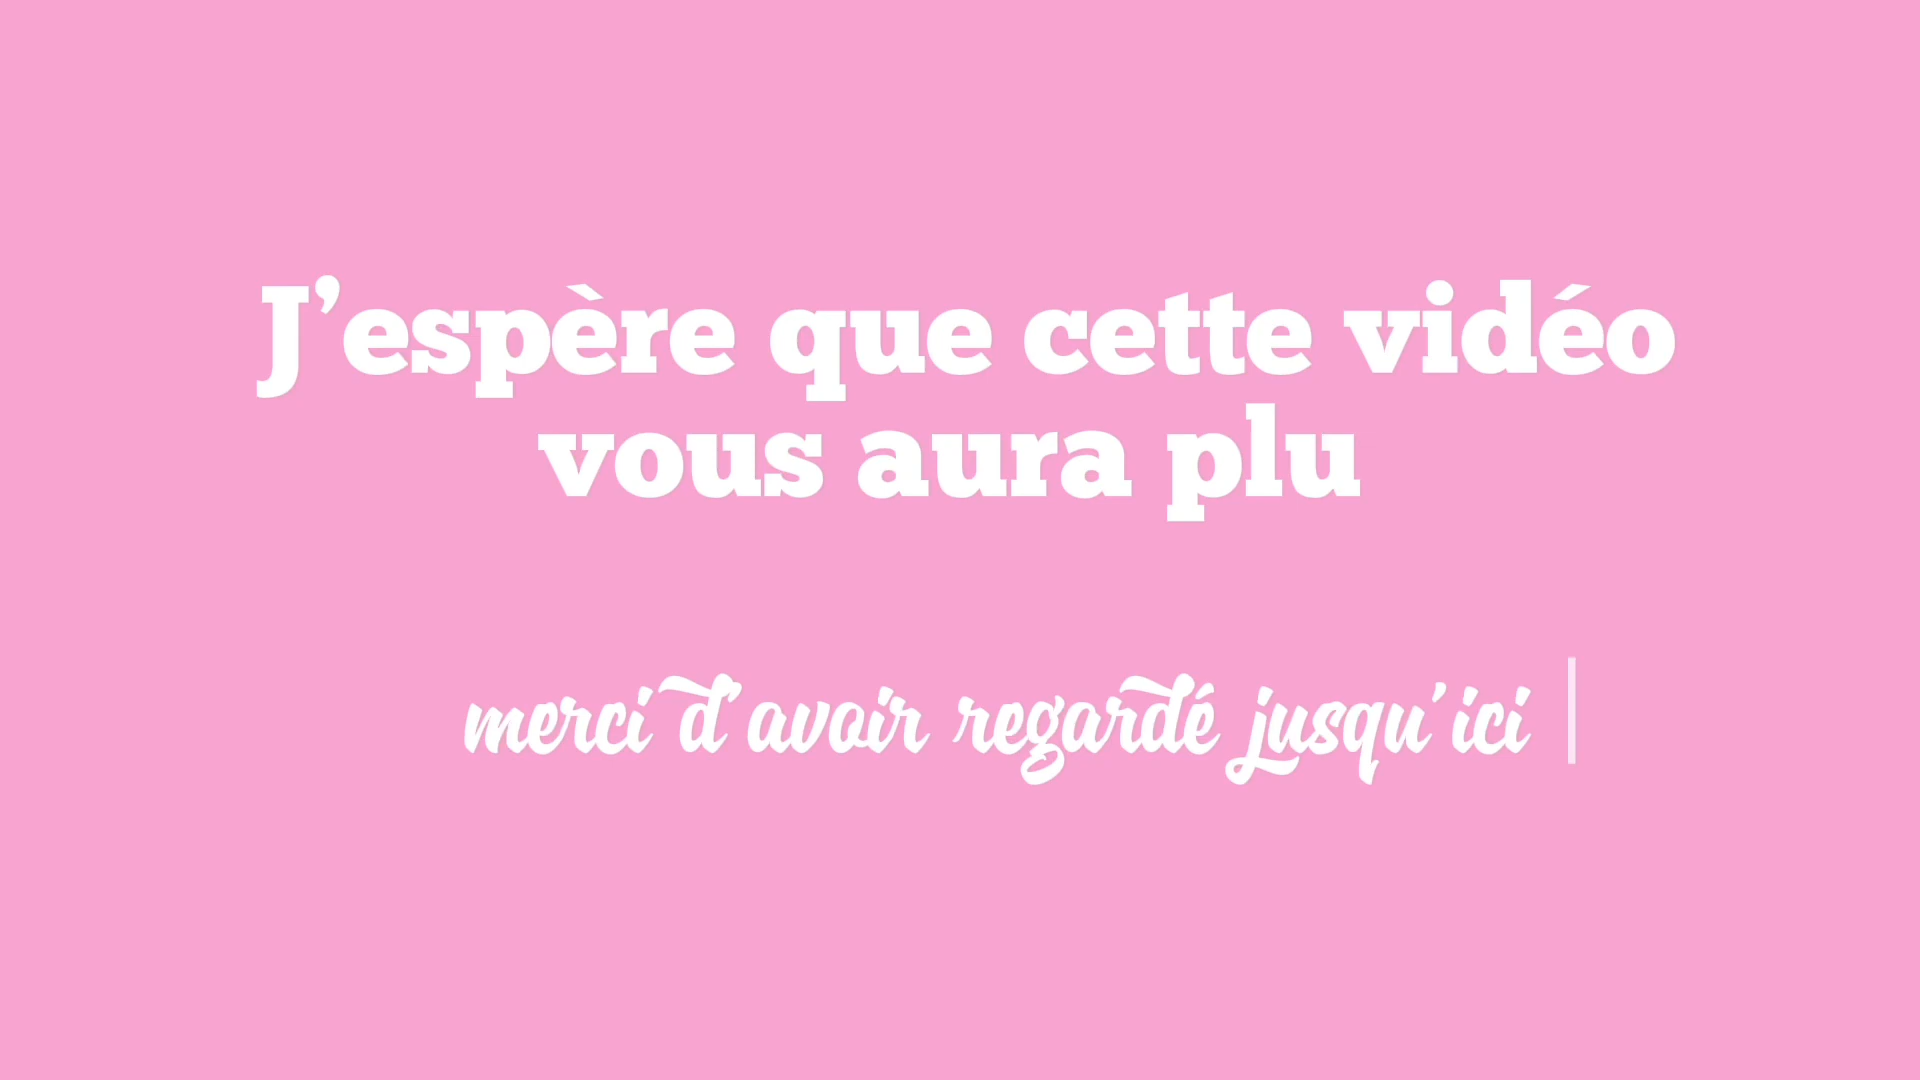 J’espère que cette vidéo
vous aura plu
merci d’avoir regardé jusqu’ici